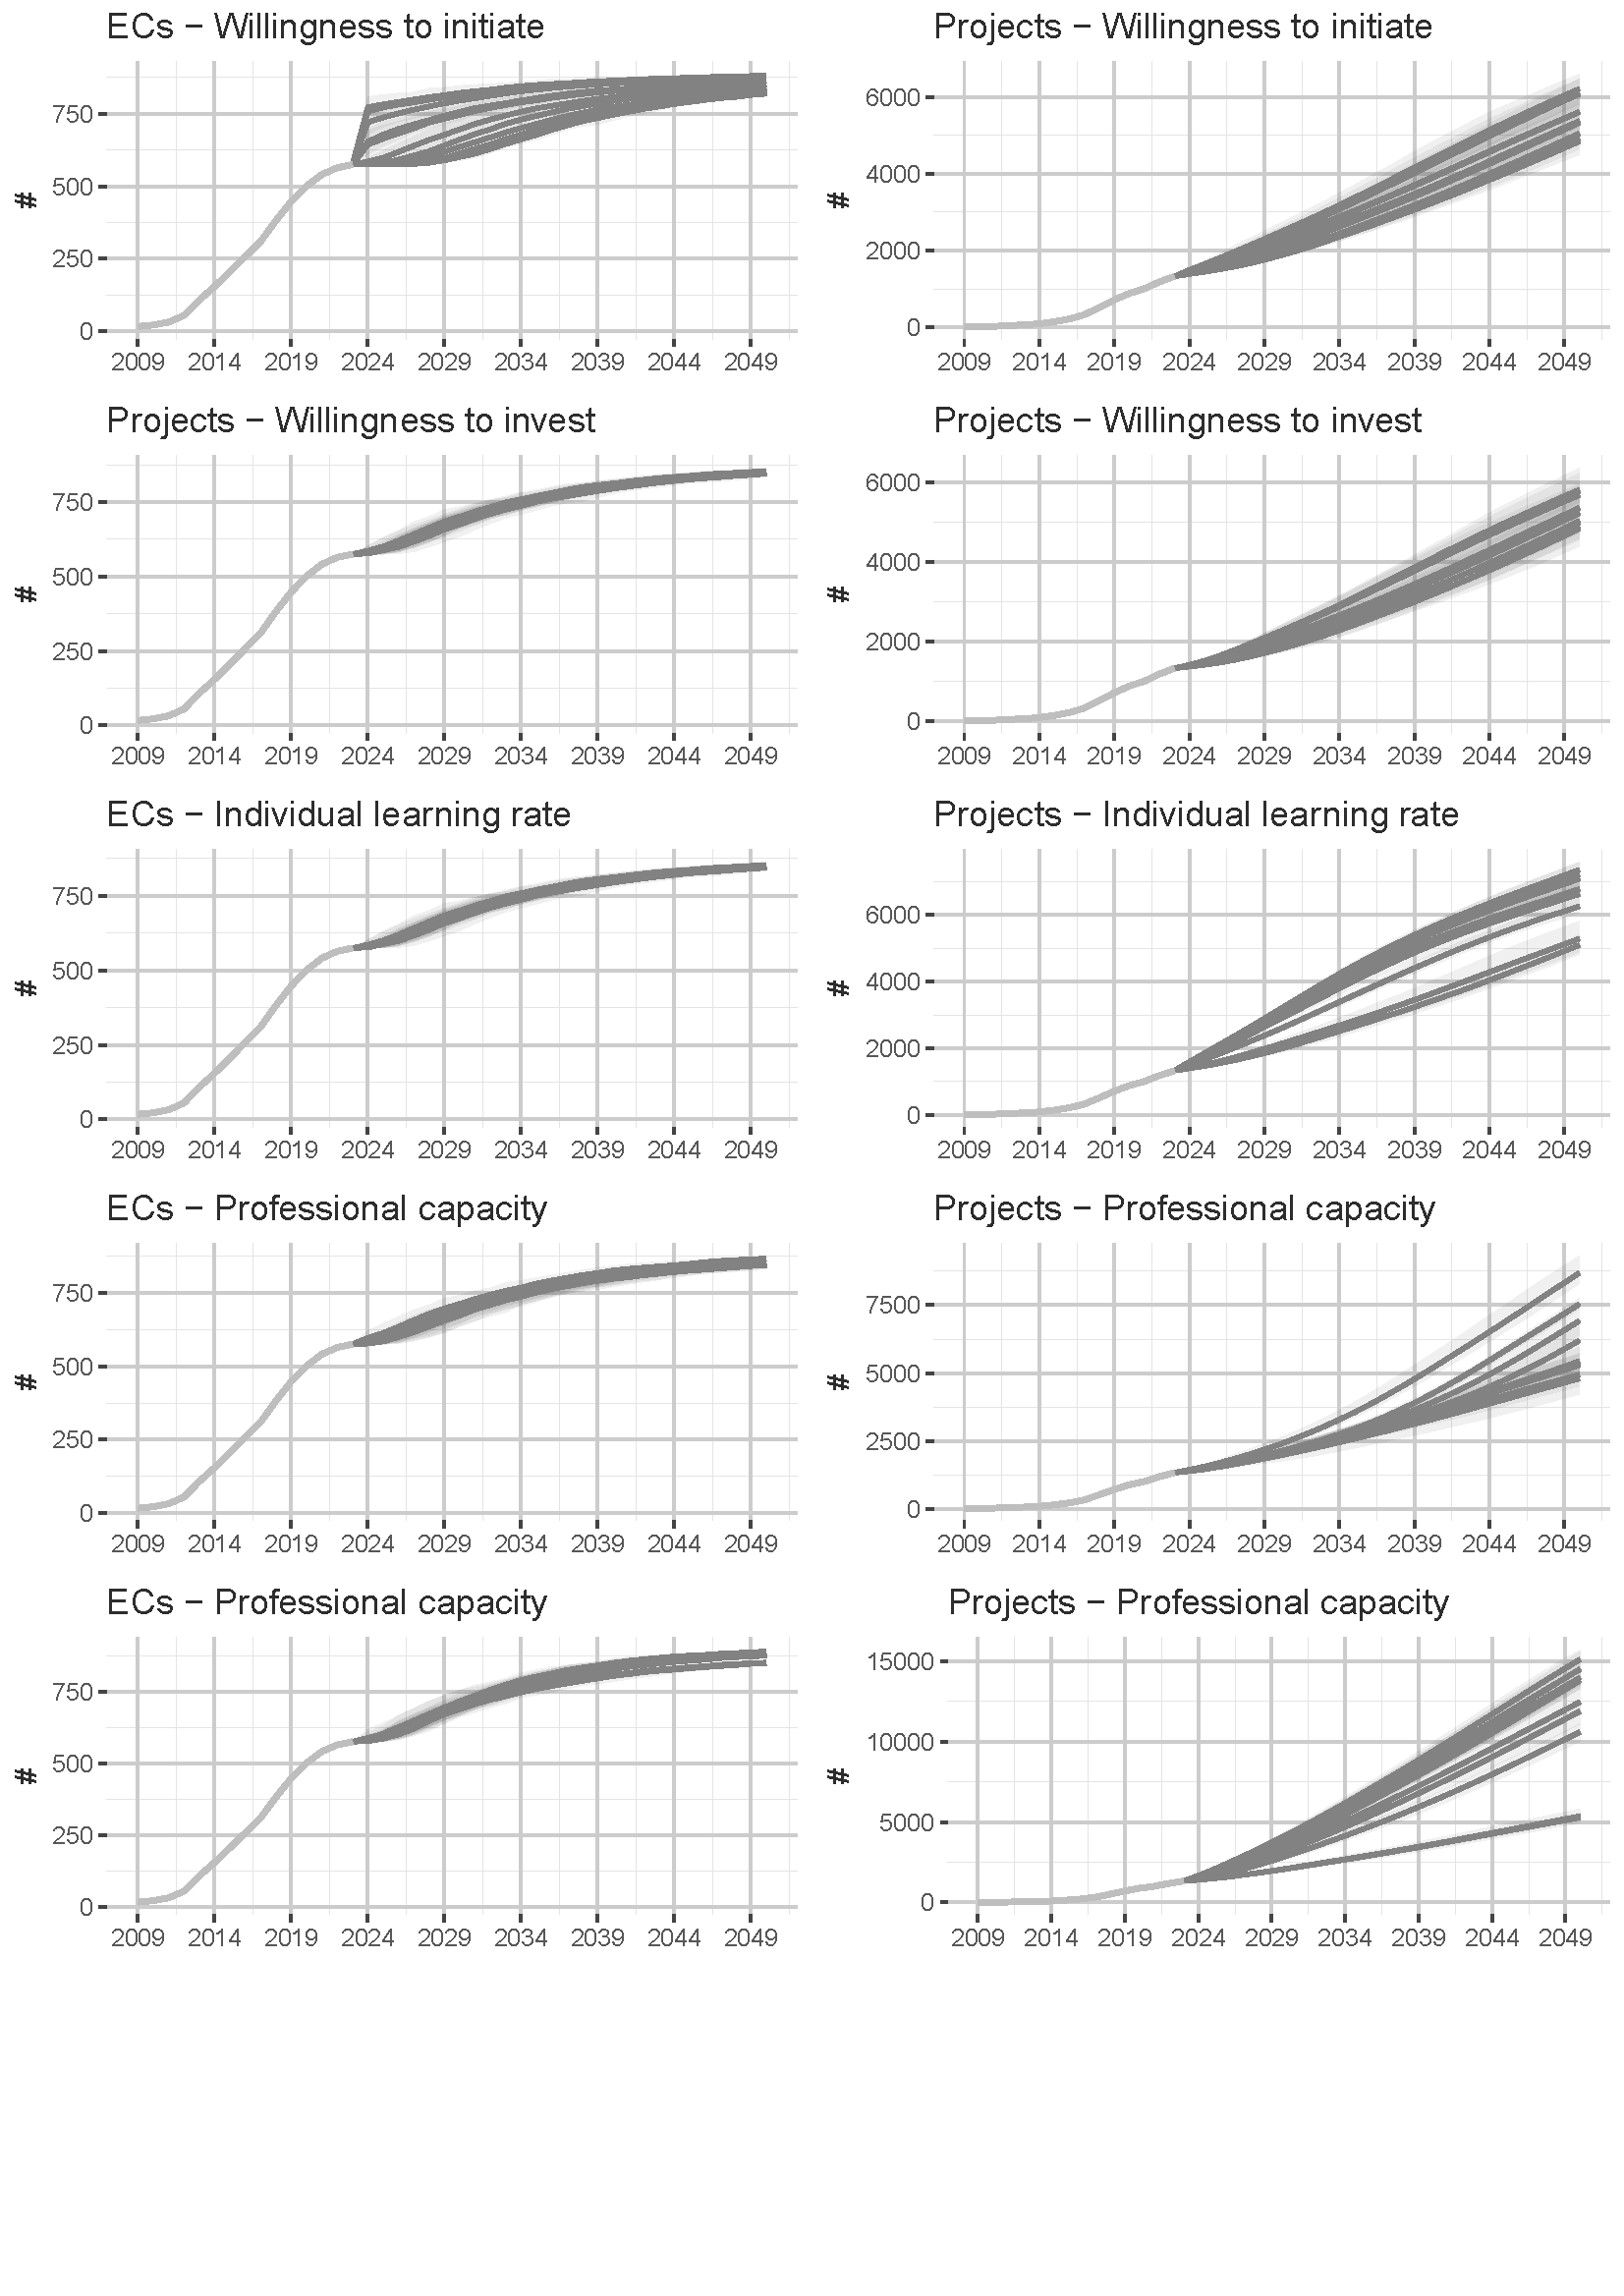 ECs − Willingness to initiate
#
750
500
250
0
2009 2014 2019 2024 2029 2034 2039 2044 2049
Projects − Willingness to initiate
#
6000
4000
2000
0
2009 2014 2019 2024 2029 2034 2039 2044 2049
Projects − Willingness to invest
#
750
500
250
0
2009 2014 2019 2024 2029 2034 2039 2044 2049
Projects − Willingness to invest
#
6000
4000
2000
0
2009 2014 2019 2024 2029 2034 2039 2044 2049
ECs − Individual learning rate
#
750
500
250
0
2009 2014 2019 2024 2029 2034 2039 2044 2049
Projects − Individual learning rate
#
6000
4000
2000
0
2009 2014 2019 2024 2029 2034 2039 2044 2049
ECs − Professional capacity
#
750
500
250
0
2009 2014 2019 2024 2029 2034 2039 2044 2049
Projects − Professional capacity
#
7500
5000
2500
0
2009 2014 2019 2024 2029 2034 2039 2044 2049
ECs − Professional capacity
#
750
500
250
0
2009 2014 2019 2024 2029 2034 2039 2044 2049
Projects − Professional capacity
#
15000
10000
5000
0
2009 2014 2019 2024 2029 2034 2039 2044 2049